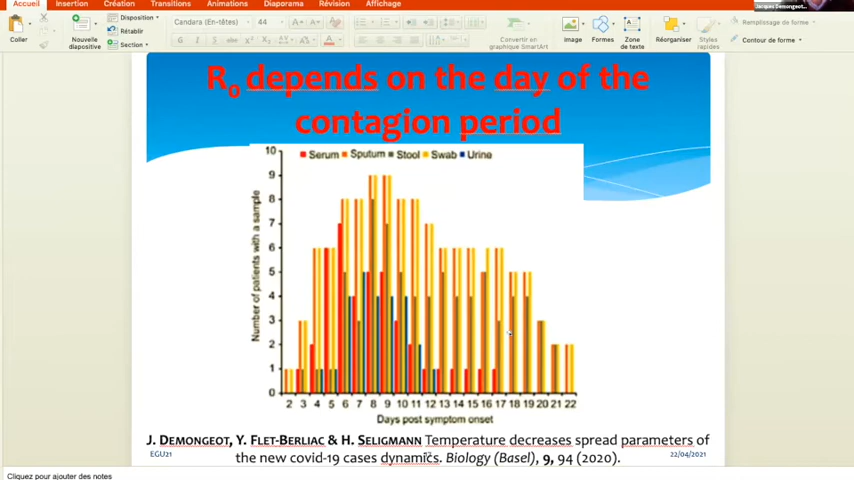 Accueil Insertion Création Transitions Animations Diaporama Révision Affichage
Jacques Demongeot...
Coller
Nouvelle diapositive
Disposition
Rétablir
Section
Candara (En-têtes) 44
G I S
Convertir en graphique SmartArt
Image
Formes
Zone de texte
Réorganiser
Styles rapides
Remplissage de forme
Contour de forme
R0 depends on the day of the
contagion period
Serum Sputum Stool Swab Urine
Number of patients with a sample
10
9
8
7
6
5
4
3
2
1
0
2 3 4 5 6 7 8 9 10 11 12 13 14 15 16 17 18 19 20 21 22
Days post symptom onset
J. DEMONGEOT, Y. FLET-BERLIAC & H. SELIGMANN Temperature decreases spread parameters of
the new covid-19 cases dynamics. Biology (Basel), 9, 94 (2020).
EGU21
22/04/2021
Cliquez pour ajouter des notes